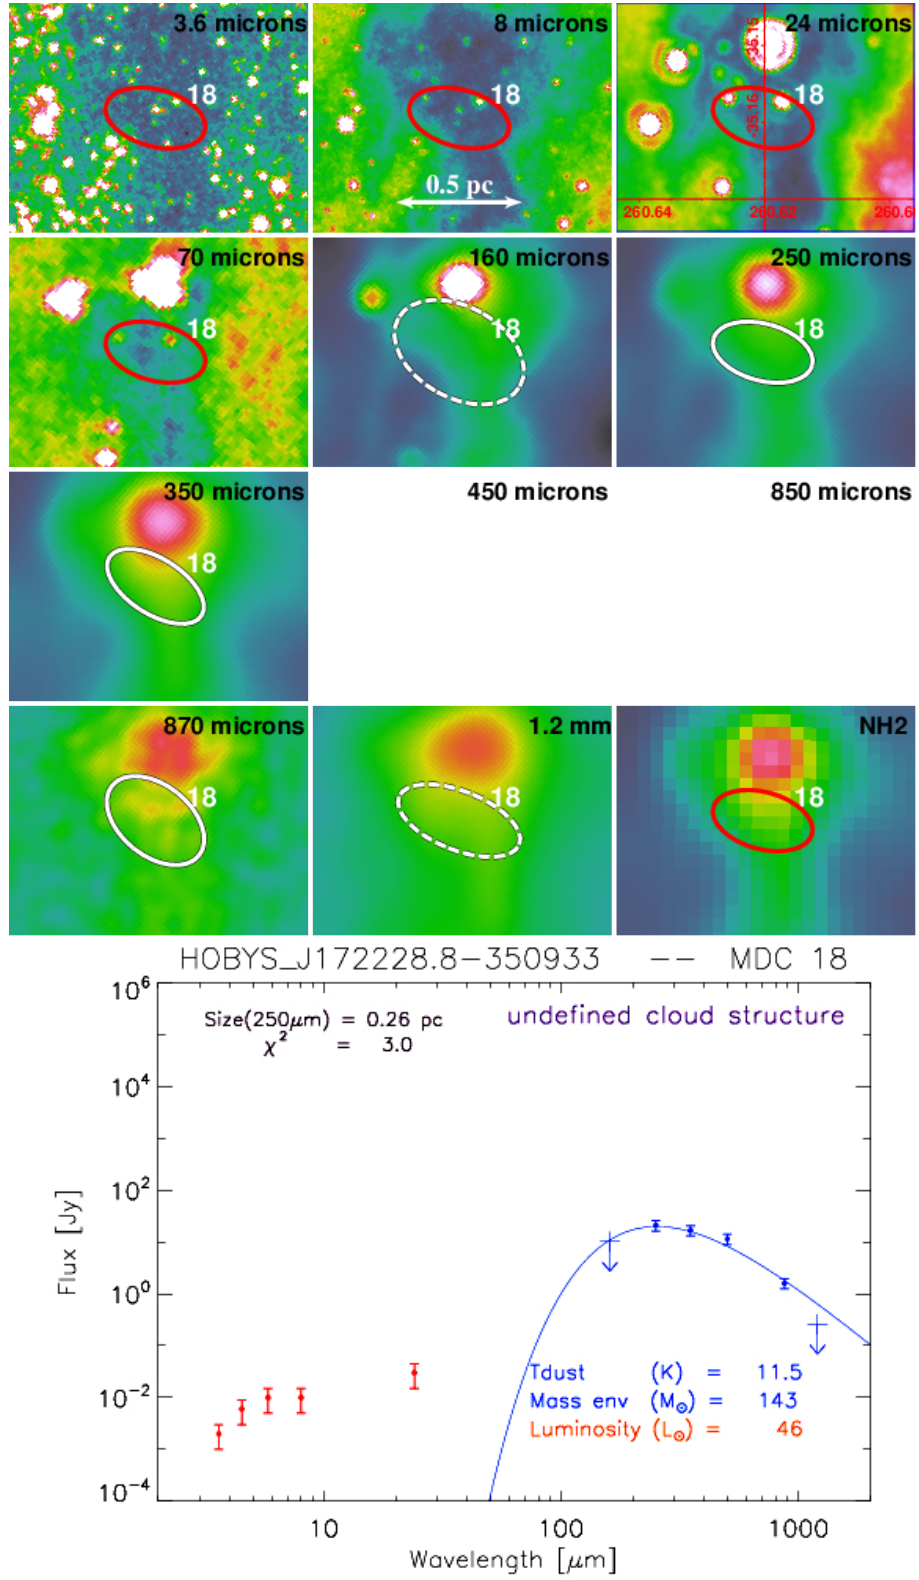 3.6 microns
18
8 microns
18
0.5 pc
24 microns
18
-35.15
-35.16
260.64
260.62
70 microns
18
160 microns
18
250 microns
18
350 microns
18
450 microns
850 microns
870 microns
18
1.2 mm
18
NH2
18
HOBYS_J172228.8-350933 -- MDC 18
Size(250μm) = 0.26 pc
χ² = 3.0
undefined cloud structure
10⁶
10⁴
10²
10⁰
10⁻²
10⁻⁴
Flux [Jy]
Tdust (K) = 11.5
Mass env (M⊙) = 143
Luminosity (L⊙) = 46
10
100
1000
Wavelength [μm]